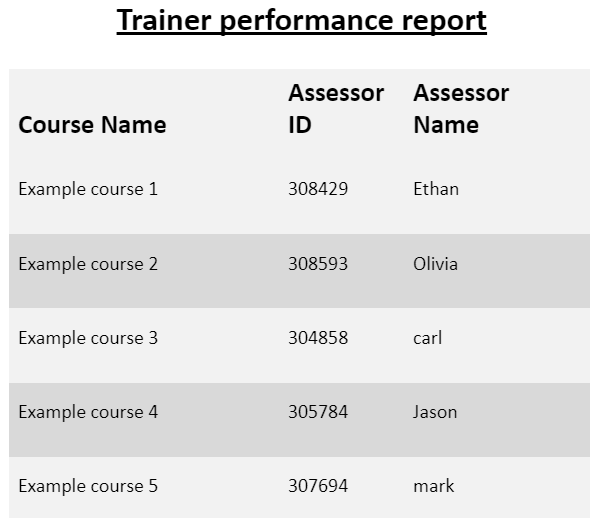 Trainer performance report
Course Name Assessor ID Assessor Name
Example course 1 308429 Ethan
Example course 2 308593 Olivia
Example course 3 304858 carl
Example course 4 305784 Jason
Example course 5 307694 mark